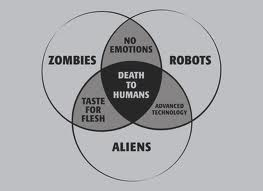 NO
EMOTIONS
ZOMBIES
ROBOTS
DEATH
TO
HUMANS
TASTE
FOR
FLESH
ADVANCED
TECHNOLOGY
ALIENS